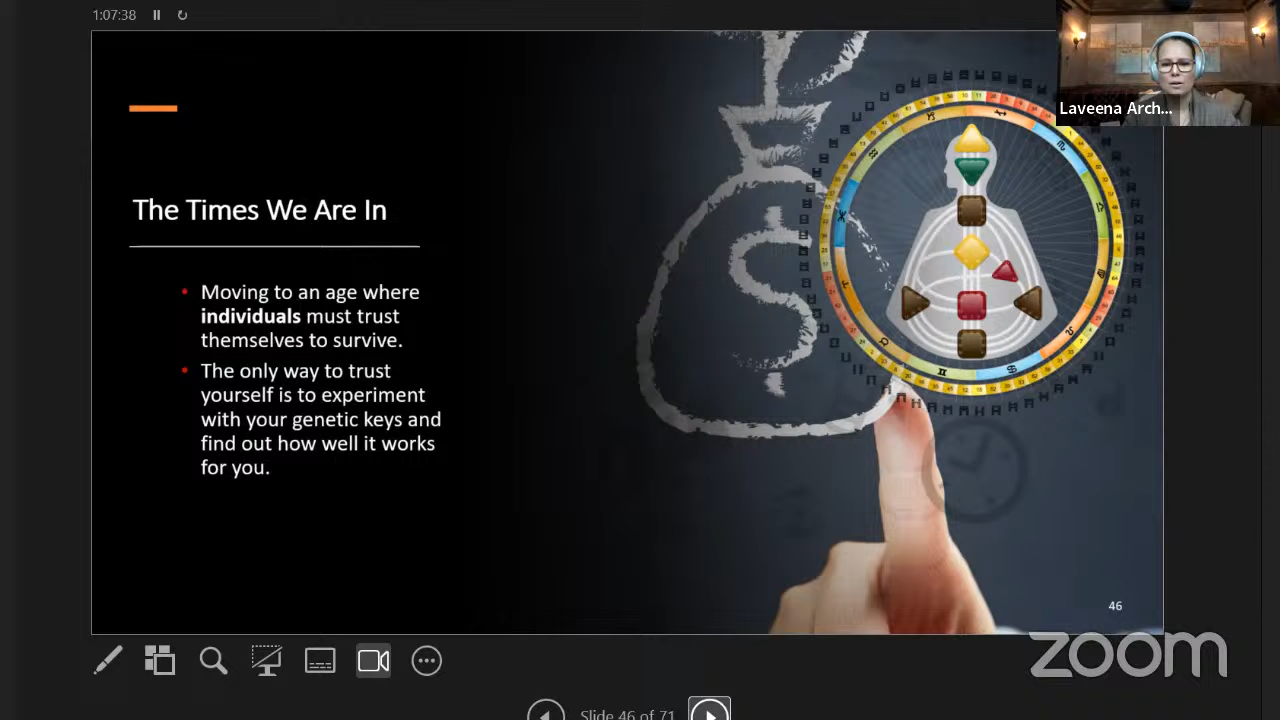 1:07:38
Laveena Arch...
The Times We Are In
• Moving to an age where
individuals must trust
themselves to survive.
• The only way to trust
yourself is to experiment
with your genetic keys and
find out how well it works
for you.
$
46
zoom
Slide 46 of 71